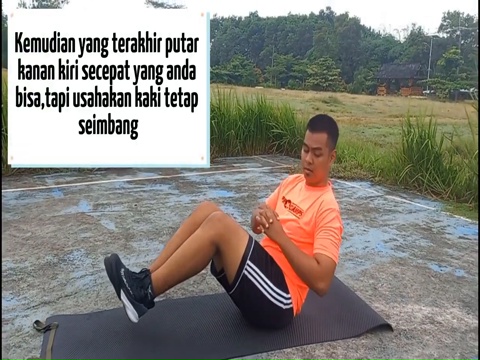 Kemudian yang terakhir putar
kanan kiri secepat yang anda
bisa,tapi usahakan kaki tetap
seimbang